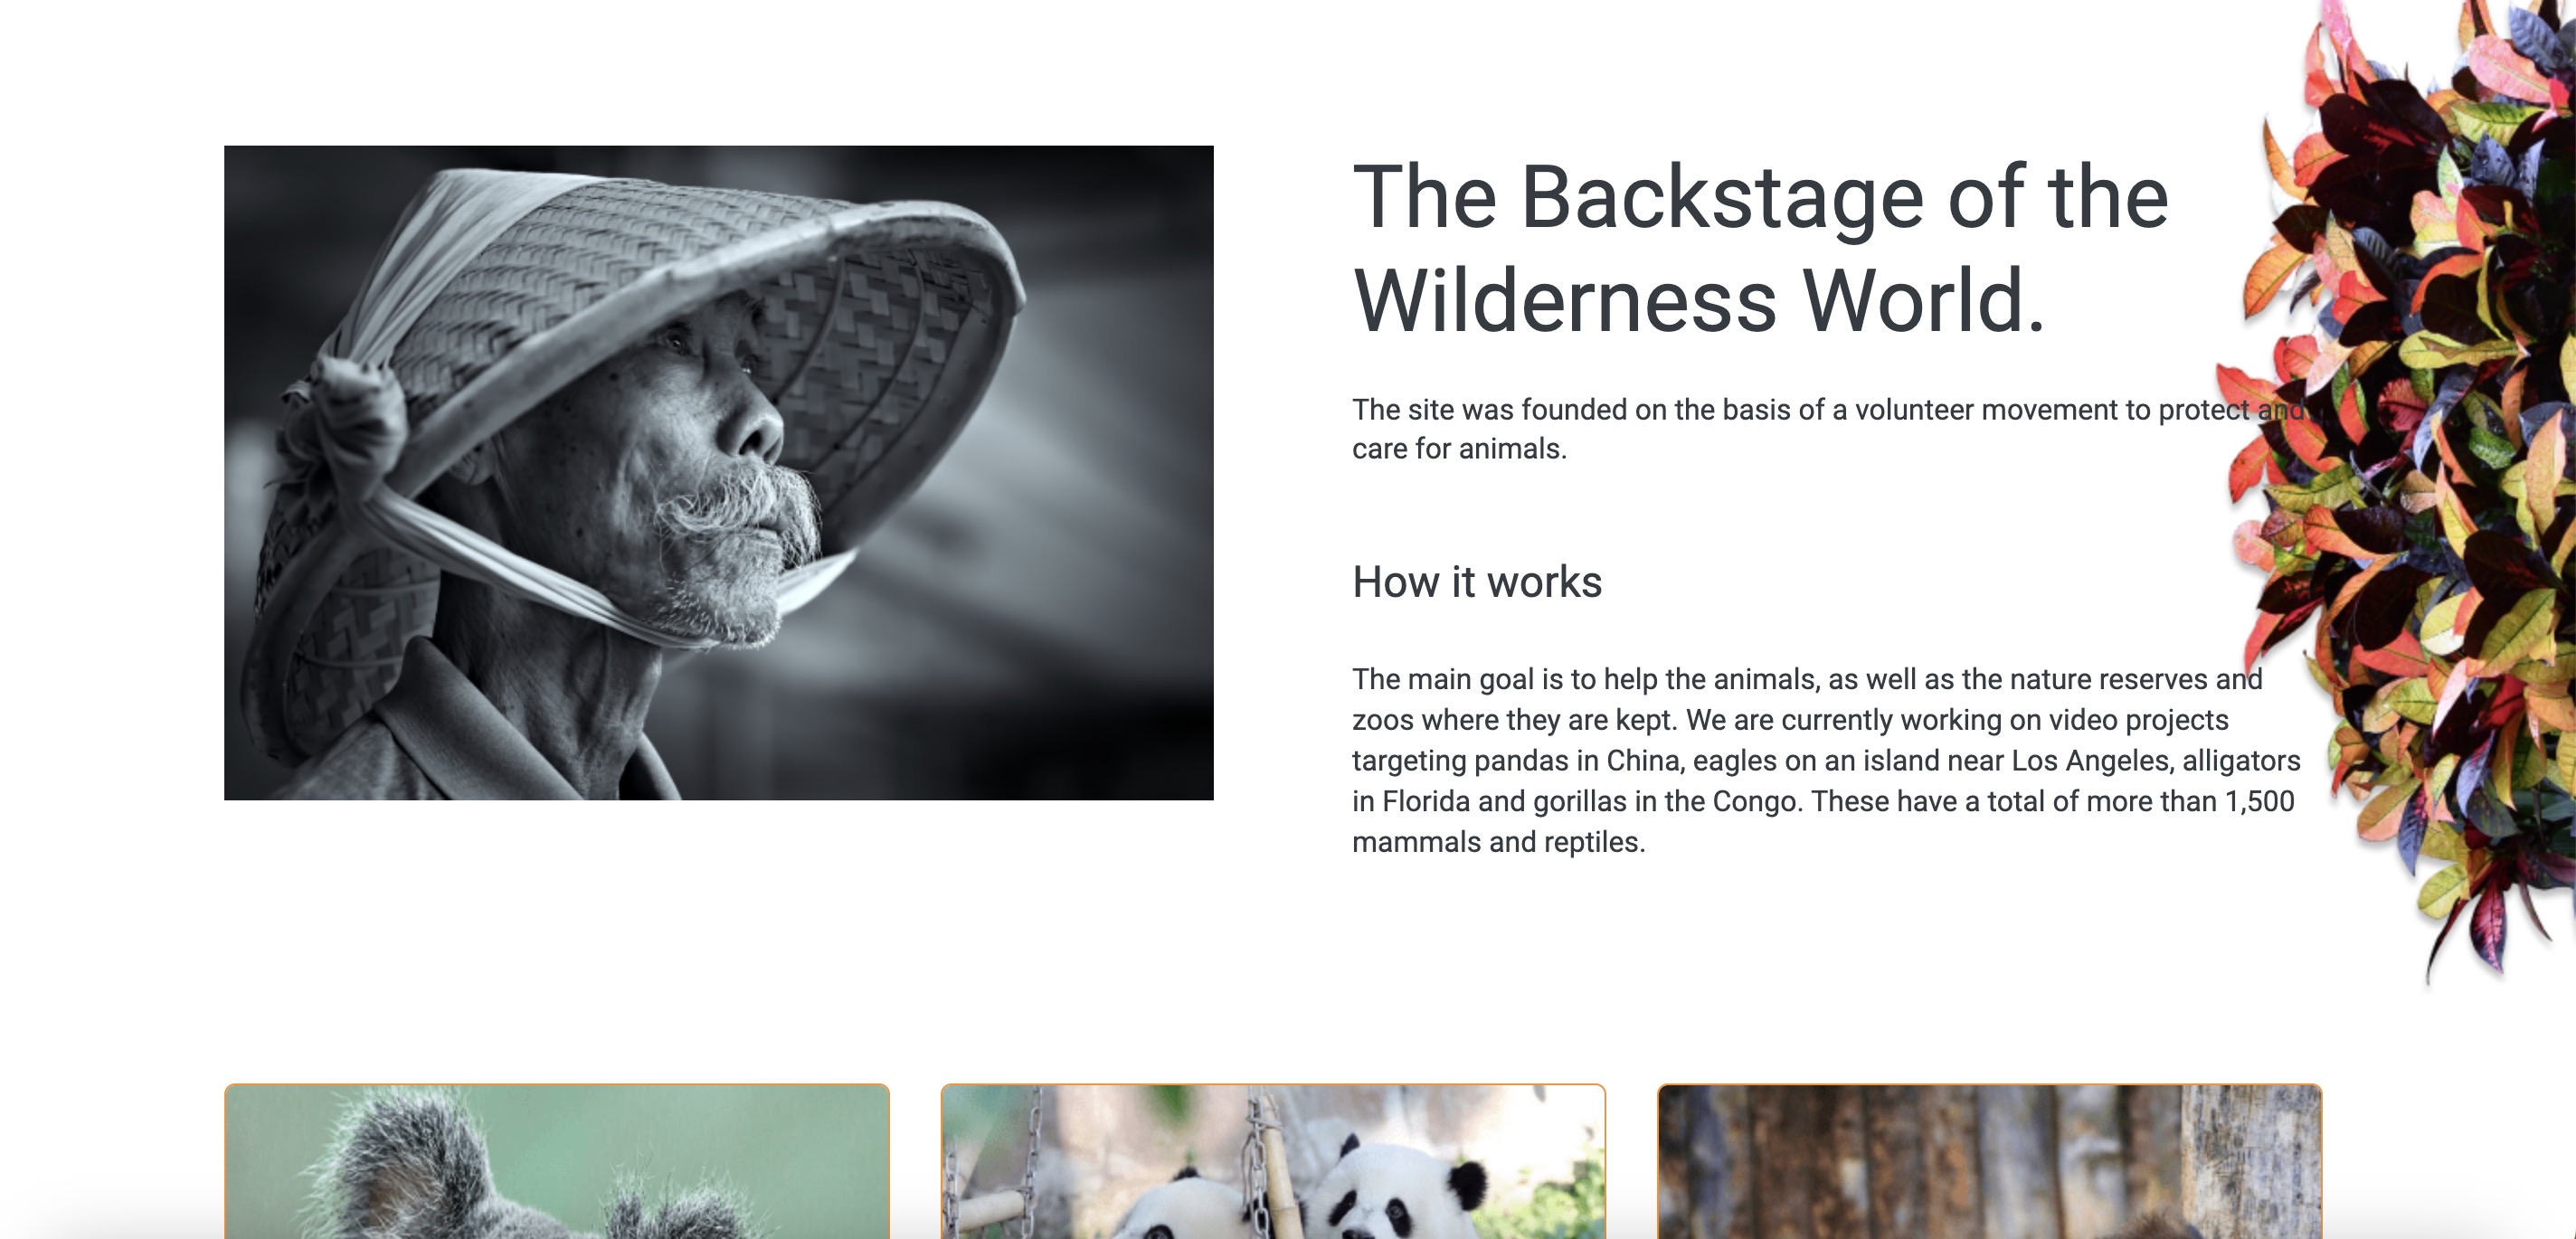 The Backstage of the
Wilderness World.
The site was founded on the basis of a volunteer movement to protect and
care for animals.
How it works
The main goal is to help the animals, as well as the nature reserves and
zoos where they are kept. We are currently working on video projects
targeting pandas in China, eagles on an island near Los Angeles, alligators
in Florida and gorillas in the Congo. These have a total of more than 1,500
mammals and reptiles.